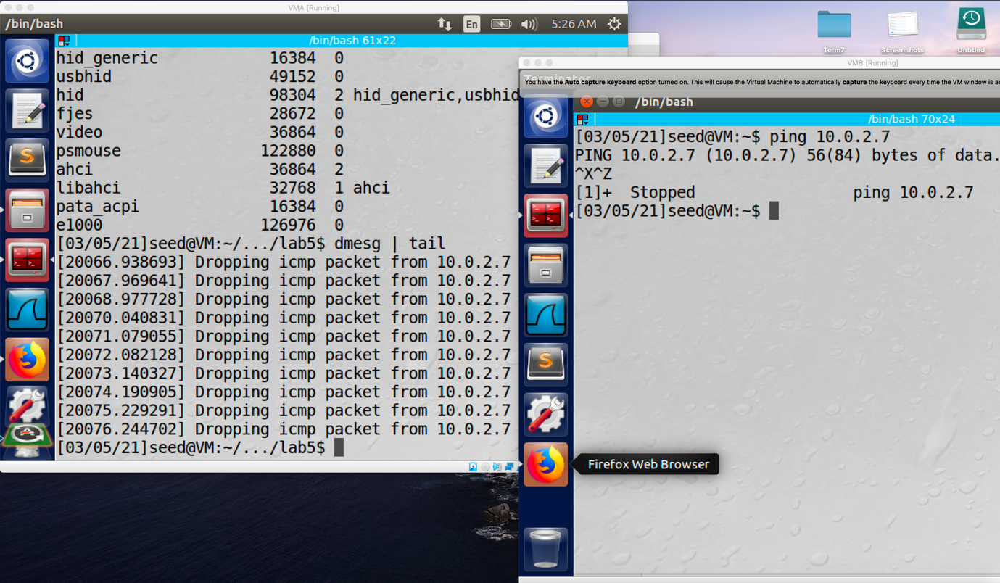 VMA [Running]
/bin/bash
En
5:26 AM
/bin/bash 61x22
hid_generic 16384 0
usbhid 49152 0
hid 98304 2 hid_generic,usbhid
fjes 28672 0
video 36864 0
psmouse 122880 0
ahci 36864 2
libahci 32768 1 ahci
pata_acpi 16384 0
e1000 126976 0
[03/05/21]seed@VM:~/.../lab5$ dmesg | tail
[20066.938693] Dropping icmp packet from 10.0.2.7
[20067.969641] Dropping icmp packet from 10.0.2.7
[20068.977728] Dropping icmp packet from 10.0.2.7
[20070.040831] Dropping icmp packet from 10.0.2.7
[20071.079055] Dropping icmp packet from 10.0.2.7
[20072.082128] Dropping icmp packet from 10.0.2.7
[20073.140327] Dropping icmp packet from 10.0.2.7
[20074.190905] Dropping icmp packet from 10.0.2.7
[20075.229291] Dropping icmp packet from 10.0.2.7
[20076.244702] Dropping icmp packet from 10.0.2.7
[03/05/21]seed@VM:~/.../lab5$
Term7
Screenshots
Untitled
VMB [Running]
Terminator
You have the Auto capture keyboard option turned on. This will cause the Virtual Machine to automatically capture the keyboard every time the VM window is
/bin/bash
/bin/bash 70x24
[03/05/21]seed@VM:~$ ping 10.0.2.7
PING 10.0.2.7 (10.0.2.7) 56(84) bytes of data.
^X^Z
[1]+ Stopped ping 10.0.2.7
[03/05/21]seed@VM:~$
Firefox Web Browser